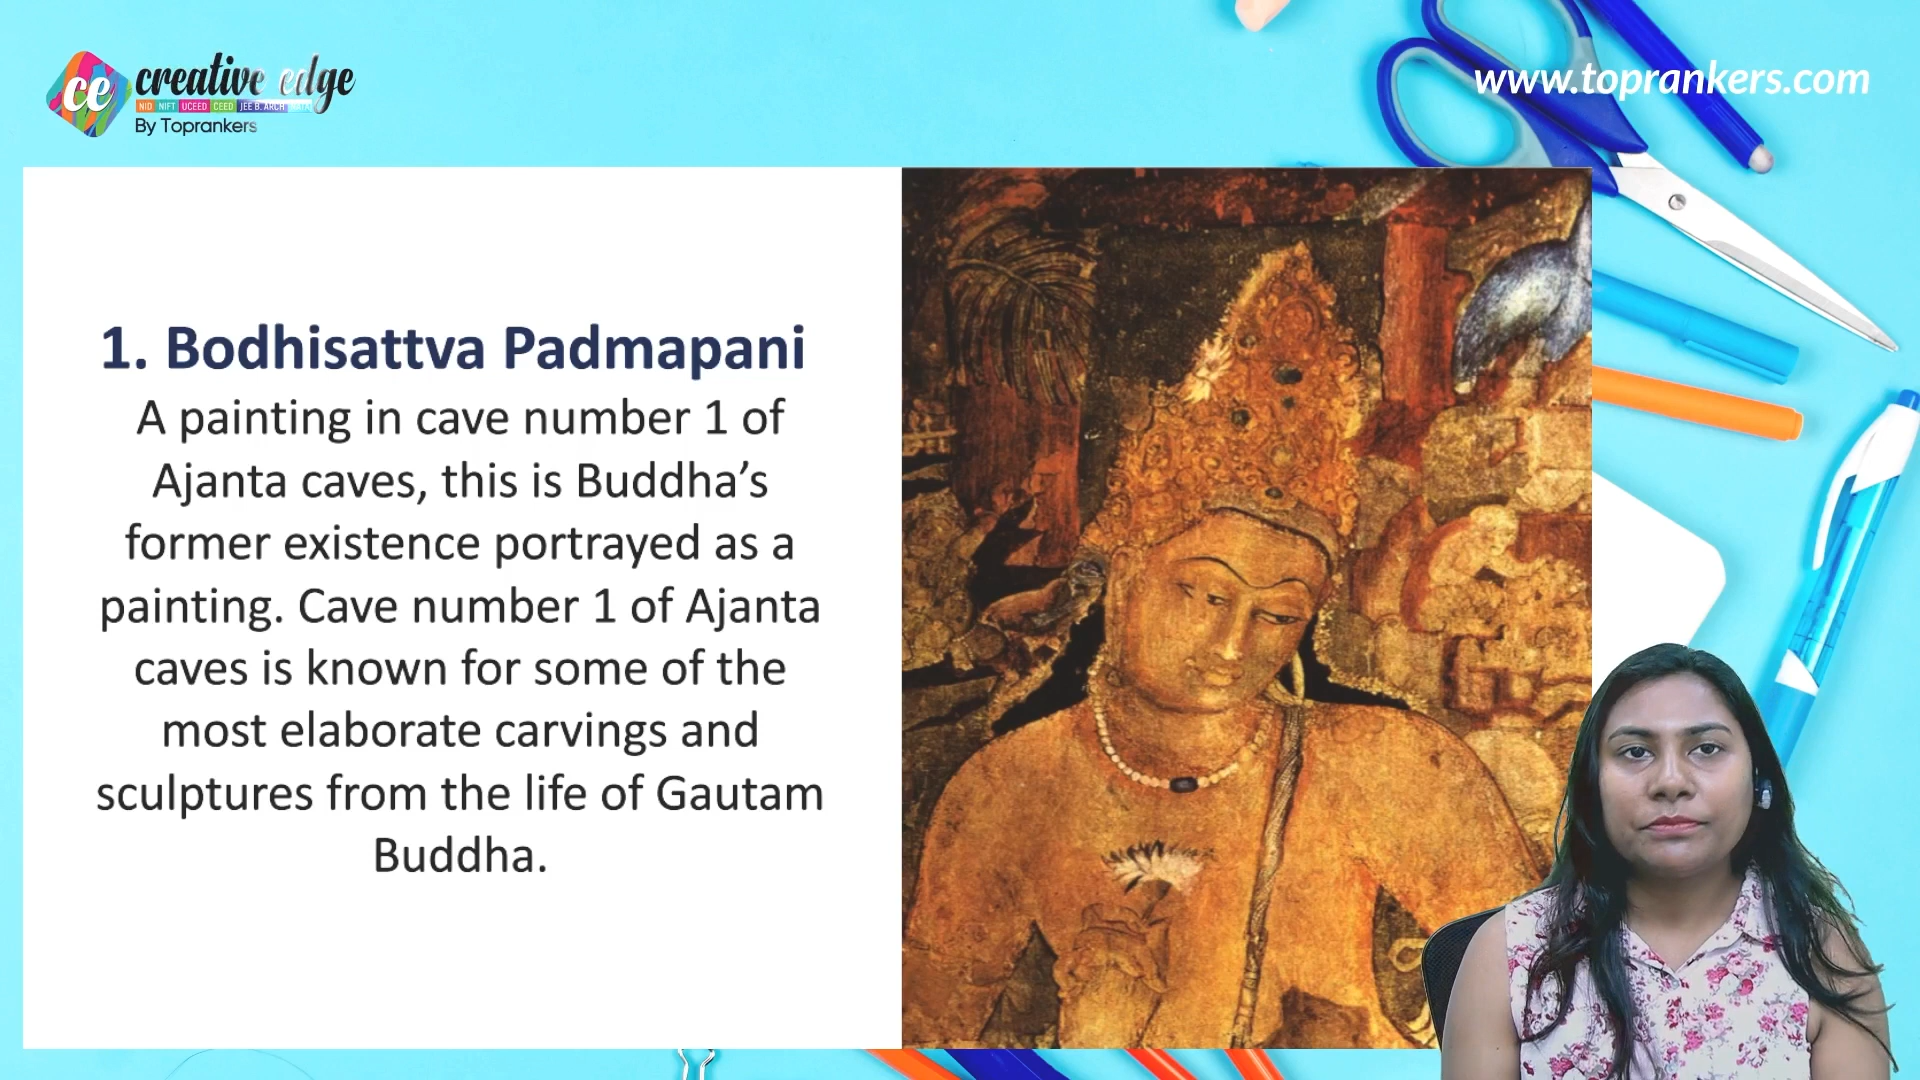 ce creative edge
NID NIFT UCEED CEED JEE B. ARCH NATA
By Toprankers
www.toprankers.com
1. Bodhisattva Padmapani
A painting in cave number 1 of
Ajanta caves, this is Buddha’s
former existence portrayed as a
painting. Cave number 1 of Ajanta
caves is known for some of the
most elaborate carvings and
sculptures from the life of Gautam
Buddha.